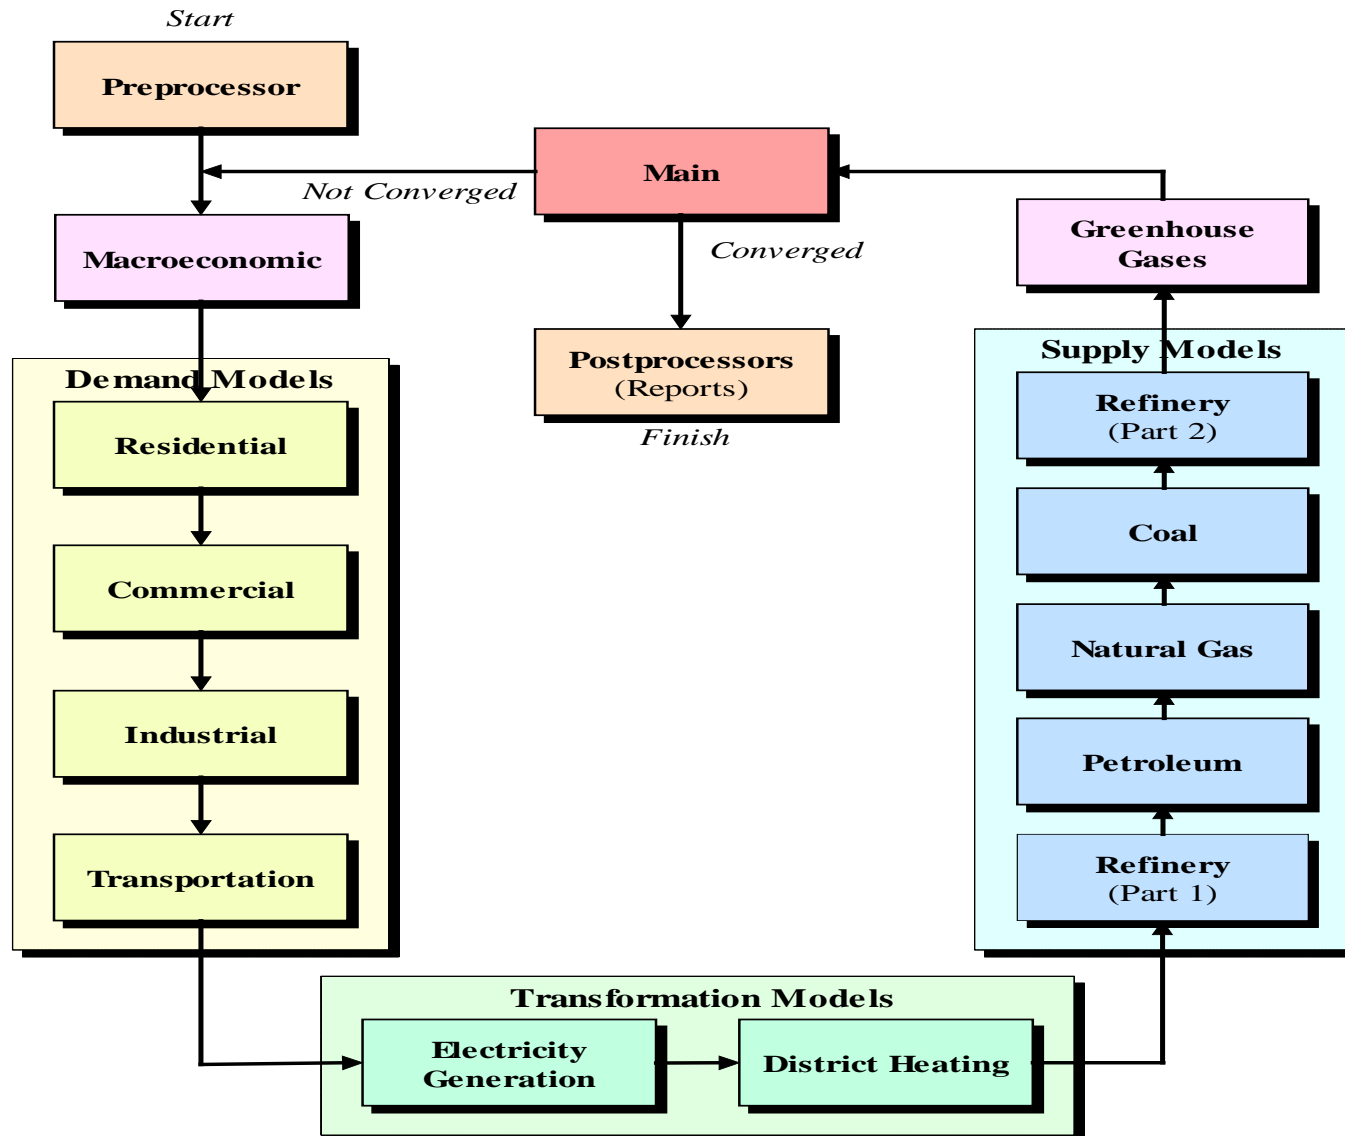 Start
Preprocessor
Main
Not Converged
Converged
Macroeconomic
Greenhouse
Gases
Postprocessors
(Reports)
Finish
Demand Models
Residential
Commercial
Industrial
Transportation
Supply Models
Refinery
(Part 2)
Coal
Natural Gas
Petroleum
Refinery
(Part 1)
Transformation Models
Electricity
Generation
District Heating